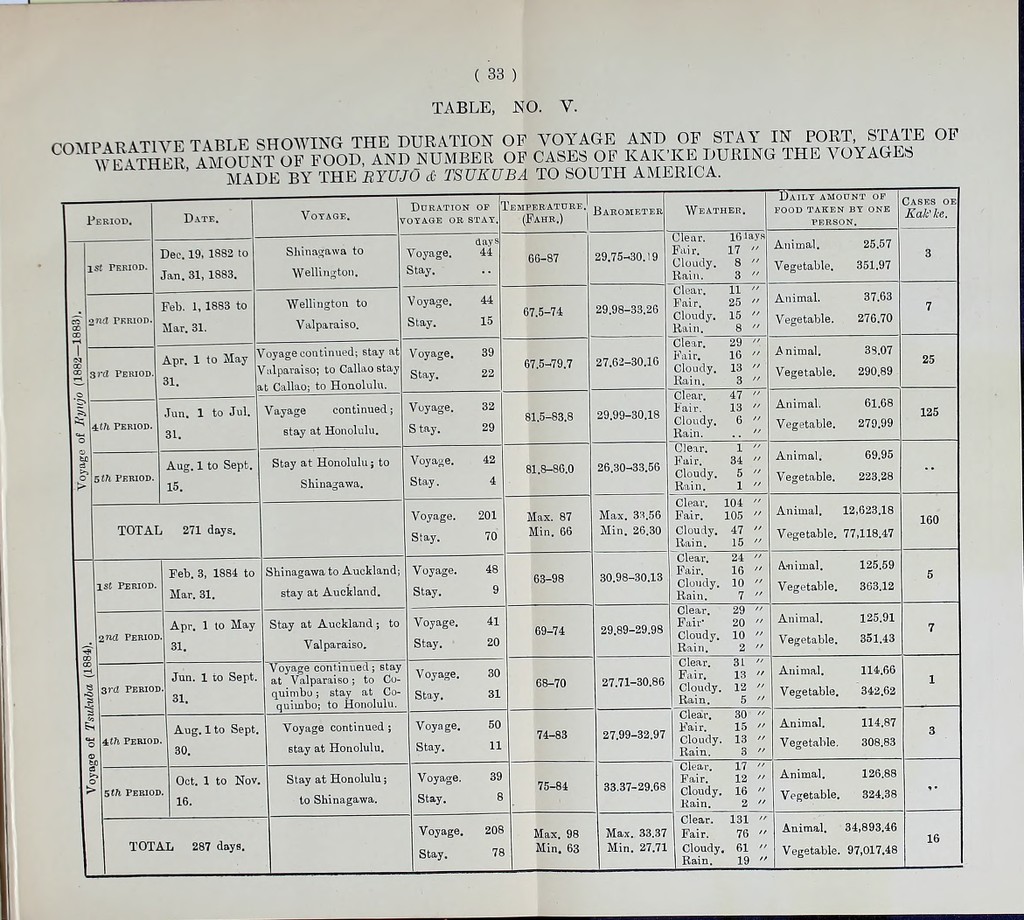 ( 33 )
TABLE, NO. V.
COMPARATIVE TABLE SHOWING THE DURATION OF VOYAGE AND OF STAY IN PORT, STATE OF
WEATHER, AMOUNT OF FOOD, AND NUMBER OF CASES OF KAK'KE DURING THE VOYAGES
MADE BY THE RYUJŌ & TSUKUBA TO SOUTH AMERICA.
PERIOD. DATE. VOYAGE. DURATION OF VOYAGE OR STAY. TEMPERATURE. (FAHR.) BAROMETER WEATHER. DAILY AMOUNT OF FOOD TAKEN BY ONE PERSON. CASES OF Kak'ke.
Voyage of Ryujo (1882—1883).
1st PERIOD.
Dec. 19, 1882 to
Jan. 31, 1883.
Shinagawa to
Wellington.
days
Voyage. 44
Stay. ..
66-87
29.75-30.19
Clear. 16 days
Fair. 17 "
Cloudy. 8 "
Rain. 3 "
Animal. 25.57
Vegetable. 351.97
3
2nd PERIOD.
Feb. 1, 1883 to
Mar. 31.
Wellington to
Valparaiso.
Voyage. 44
Stay. 15
67.5-74
29.98-33.26
Clear. 11 "
Fair. 25 "
Cloudy. 15 "
Rain. 8 "
Animal. 37.63
Vegetable. 276.70
7
3rd PERIOD.
Apr. 1 to May
31.
Voyage continued; stay at
Valparaiso; to Callao stay
at Callao; to Honolulu.
Voyage. 39
Stay. 22
67.5-79.7
27.62-30.16
Clear. 29 "
Fair. 16 "
Cloudy. 13 "
Rain. 3 "
Animal. 38.07
Vegetable. 290.89
25
4th PERIOD.
Jun. 1 to Jul.
31.
Vayage continued;
stay at Honolulu.
Voyage. 32
Stay. 29
81.5-83.8
29.99-30.18
Clear. 47 "
Fair. 13 "
Cloudy. 6 "
Rain. .. "
Animal. 61.68
Vegetable. 279.99
125
5th PERIOD.
Aug. 1 to Sept.
15.
Stay at Honolulu; to
Shinagawa.
Voyage. 42
Stay. 4
81.8-86.0
26.30-33.56
Clear. 1 "
Fair. 34 "
Cloudy. 5 "
Rain. 1 "
Animal. 69.95
Vegetable. 223.28
..
TOTAL 271 days.
Voyage. 201
Stay. 70
Max. 87
Min. 66
Max. 33.56
Min. 26.30
Clear. 104 "
Fair. 105 "
Cloudy. 47 "
Rain. 15 "
Animal. 12,623.18
Vegetable. 77,118.47
160
Voyage of Tsukuba (1884).
1st PERIOD.
Feb. 3, 1884 to
Mar. 31.
Shinagawa to Auckland;
stay at Auckland.
Voyage. 48
Stay. 9
63-98
30.98-30.13
Clear. 24 "
Fair. 16 "
Cloudy. 10 "
Rain. 7 "
Animal. 125.59
Vegetable. 363.12
5
2nd PERIOD.
Apr. 1 to May
31.
Stay at Auckland; to
Valparaiso.
Voyage. 41
Stay. 20
69-74
29.89-29.98
Clear. 29 "
Fair. 20 "
Cloudy. 10 "
Rain. 2 "
Animal. 125.91
Vegetable. 351.43
7
3rd PERIOD.
Jun. 1 to Sept.
31.
Voyage continued; stay
at Valparaiso; to Co-
quimbo; stay at Co-
quimbo; to Honolulu.
Voyage. 30
Stay. 31
68-70
27.71-30.86
Clear. 31 "
Fair. 13 "
Cloudy. 12 "
Rain. 5 "
Animal. 114.66
Vegetable. 342.62
1
4th PERIOD.
Aug. 1 to Sept.
30.
Voyage continued;
stay at Honolulu.
Voyage. 50
Stay. 11
74-83
27.99-32.97
Clear. 30 "
Fair. 15 "
Cloudy. 13 "
Rain. 3 "
Animal. 114.87
Vegetable. 308.83
3
5th PERIOD.
Oct. 1 to Nov.
16.
Stay at Honolulu;
to Shinagawa.
Voyage. 39
Stay. 8
75-84
33.37-29.68
Clear. 17 "
Fair. 12 "
Cloudy. 16 "
Rain. 2 "
Animal. 126.88
Vegetable. 324.38
..
TOTAL 287 days.
Voyage. 208
Stay. 78
Max. 98
Min. 63
Max. 33.37
Min. 27.71
Clear. 131 "
Fair. 76 "
Cloudy. 61 "
Rain. 19 "
Animal. 34,893.46
Vegetable. 97,017.48
16